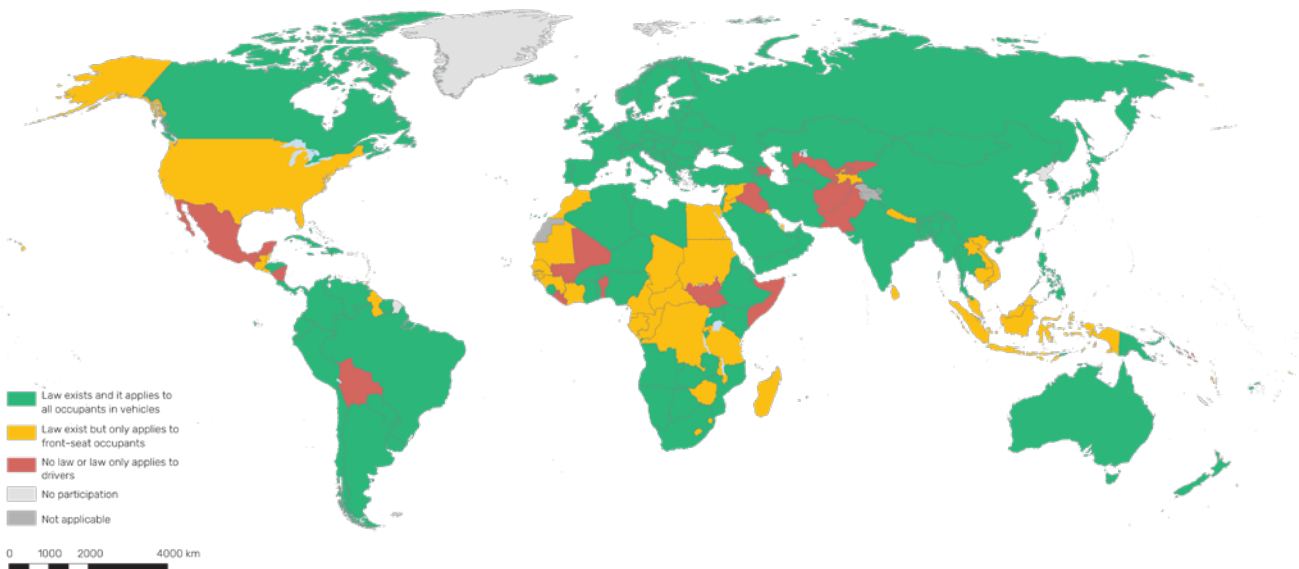 Law exists and it applies to
all occupants in vehicles
Law exist but only applies to
front-seat occupants
No law or law only applies to
drivers
No participation
Not applicable
0 1000 2000 4000 km